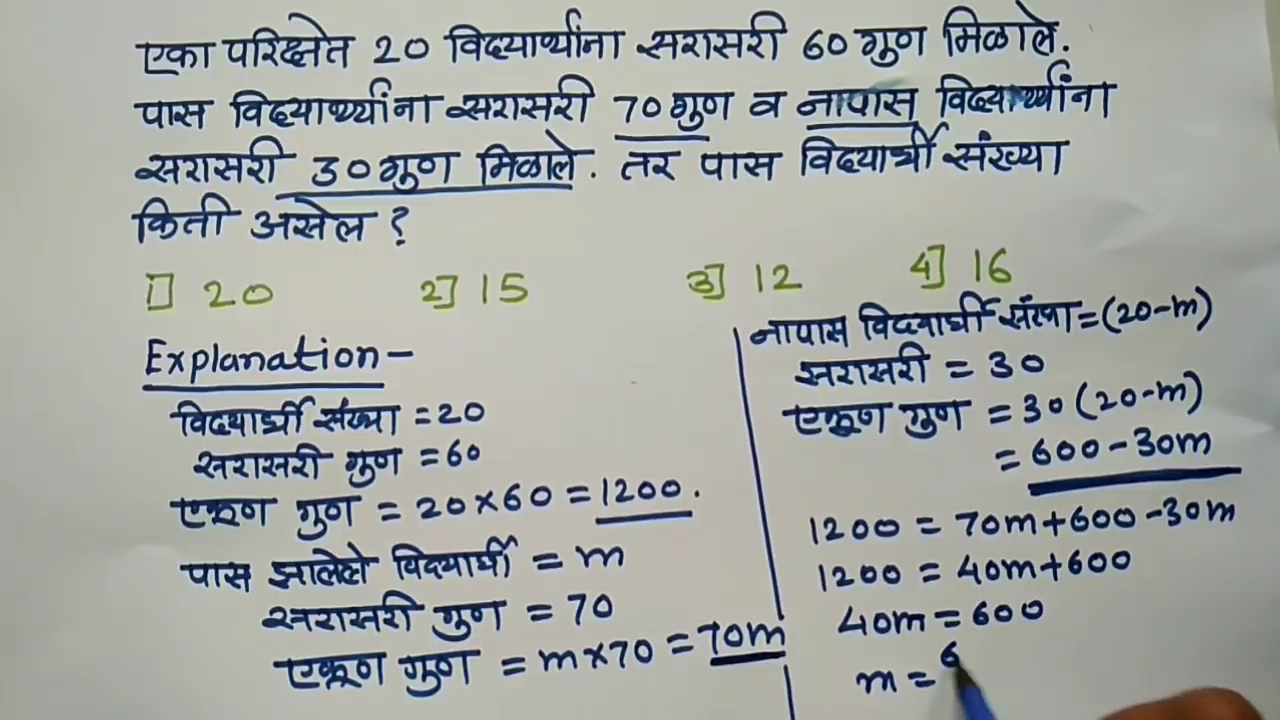 एका परिक्षेत 20 विद्यार्थ्यांना सरासरी 60 गुण मिळाले.
पास विद्यार्थ्यांना सरासरी 70 गुण व नापास विद्यार्थ्यांना
सरासरी 30 गुण मिळाले. तर पास विद्यार्थी संख्या
किती असेल ?
1] 20 2] 15 3] 12 4] 16
Explanation -
विद्यार्थी संख्या = 20
सरासरी गुण = 60
एकूण गुण = 20 × 60 = 1200.
पास झालेले विद्यार्थी = m
सरासरी गुण = 70
एकूण गुण = m × 70 = 70m
नापास विद्यार्थी संख्या = (20-m)
सरासरी = 30
एकूण गुण = 30 (20-m)
= 600 - 30m
1200 = 70m + 600 - 30m
1200 = 40m + 600
40m = 600
m = 6